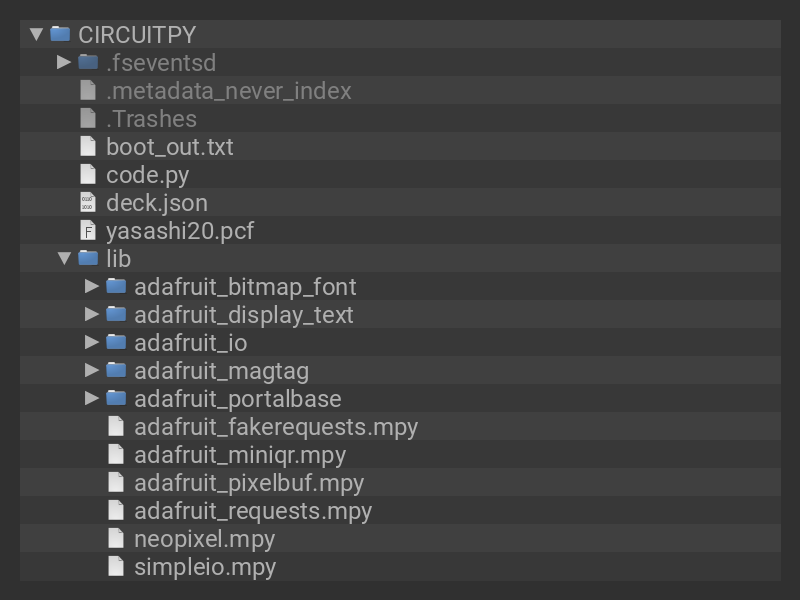 CIRCUITPY
.fseventsd
.metadata_never_index
.Trashes
boot_out.txt
code.py
deck.json
yasashi20.pcf
lib
adafruit_bitmap_font
adafruit_display_text
adafruit_io
adafruit_magtag
adafruit_portalbase
adafruit_fakerequests.mpy
adafruit_miniqr.mpy
adafruit_pixelbuf.mpy
adafruit_requests.mpy
neopixel.mpy
simpleio.mpy